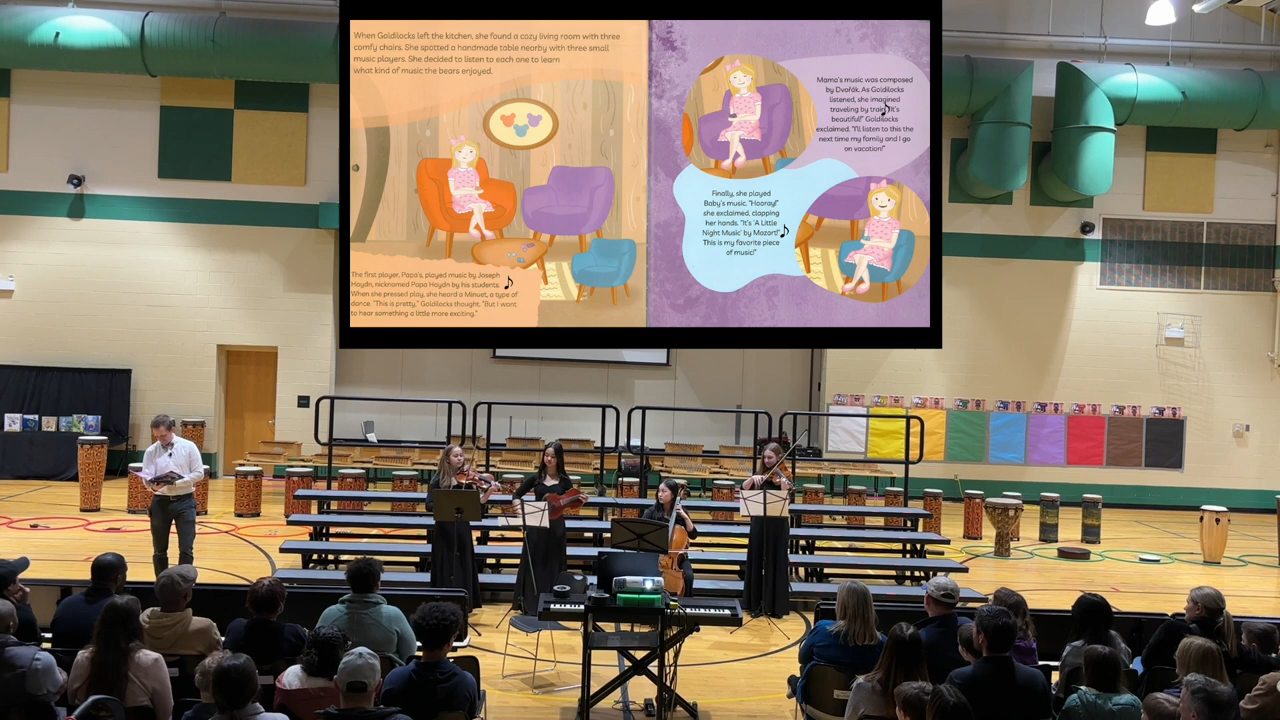 When Goldilocks left the kitchen, she found a cozy living room with three
comfy chairs. She spotted a handmade table nearby with three small
music players. She decided to listen to each one to learn
what kind of music the bears enjoyed.
The first player, Papa's, played music by Joseph
Haydn, nicknamed Papa Haydn by his students.
When she pressed play, she heard a Minuet, a type of
dance. "This is pretty," Goldilocks thought. "But I want
to hear something a little more exciting."
Mama's music was composed
by Dvořák. As Goldilocks
listened, she imagined
traveling by train. "It's
beautiful!" Goldilocks
exclaimed. "I'll listen to this the
next time my family and I go
on vacation!"
Finally, she played
Baby's music. "Hooray!"
she exclaimed, clapping
her hands. "It's 'A Little
Night Music' by Mozart!"
This is my favorite piece
of music!"